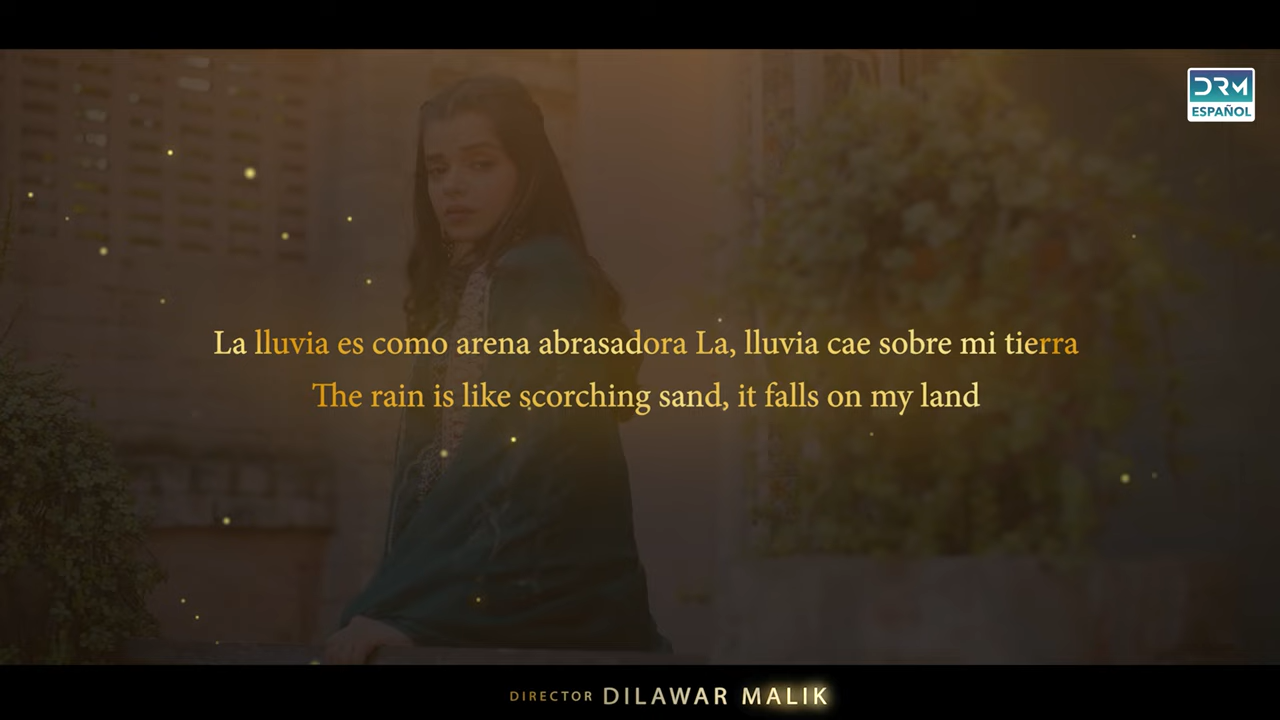 DRM
ESPAÑOL
La lluvia es como arena abrasadora La, lluvia cae sobre mi tierra
The rain is like scorching sand, it falls on my land
DIRECTOR DILAWAR MALIK